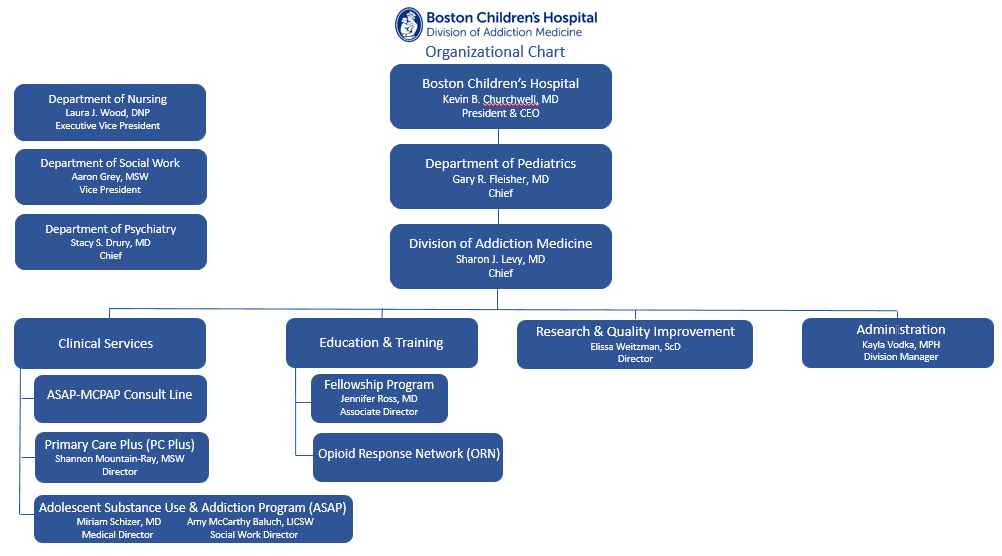 Boston Children's Hospital
Division of Addiction Medicine
Organizational Chart
Boston Children's Hospital
Kevin B. Churchwell, MD
President & CEO
Department of Nursing
Laura J. Wood, DNP
Executive Vice President
Department of Social Work
Aaron Grey, MSW
Vice President
Department of Psychiatry
Stacy S. Drury, MD
Chief
Department of Pediatrics
Gary R. Fleisher, MD
Chief
Division of Addiction Medicine
Sharon J. Levy, MD
Chief
Clinical Services
ASAP-MCPAP Consult Line
Primary Care Plus (PC Plus)
Shannon Mountain-Ray, MSW
Director
Adolescent Substance Use & Addiction Program (ASAP)
Miriam Schizer, MD Amy McCarthy Baluch, LICSW
Medical Director Social Work Director
Education & Training
Fellowship Program
Jennifer Ross, MD
Associate Director
Opioid Response Network (ORN)
Research & Quality Improvement
Elissa Weitzman, ScD
Director
Administration
Kayla Vodka, MPH
Division Manager